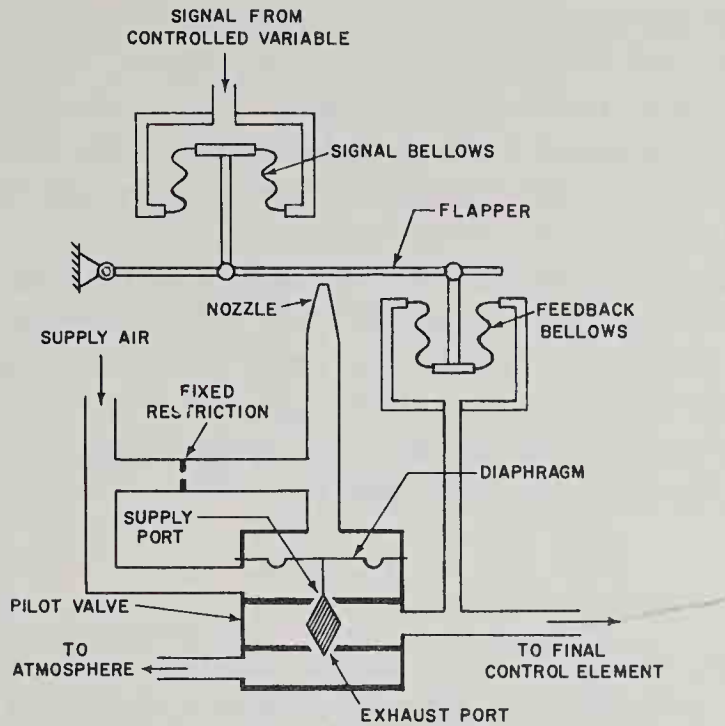 SIGNAL FROM
CONTROLLED VARIABLE
SIGNAL BELLOWS
FLAPPER
NOZZLE
FEEDBACK
BELLOWS
SUPPLY AIR
FIXED
RESTRICTION
DIAPHRAGM
SUPPLY
PORT
PILOT VALVE
TO
ATMOSPHERE
TO FINAL
CONTROL ELEMENT
EXHAUST PORT